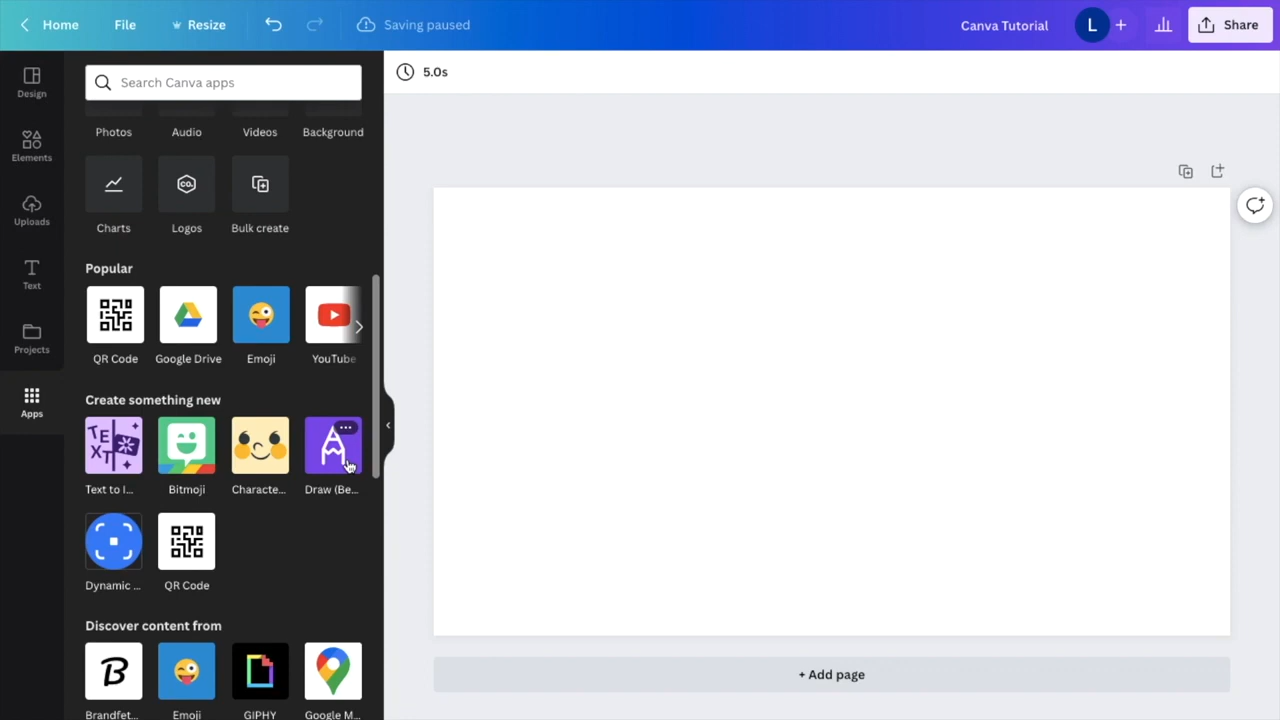 Home File Resize Saving paused Canva Tutorial L + Share
Design
Elements
Uploads
Text
Projects
Apps
Search Canva apps
5.0s
Photos Audio Videos Background
CO.
Charts Logos Bulk create
Popular
QR Code Google Drive Emoji YouTube
Create something new
TEXT
Text to I... Bitmoji Characte... Draw (Be...
Dynamic ... QR Code
Discover content from
B
Brandfet... Emoji GIPHY Google M...
+ Add page